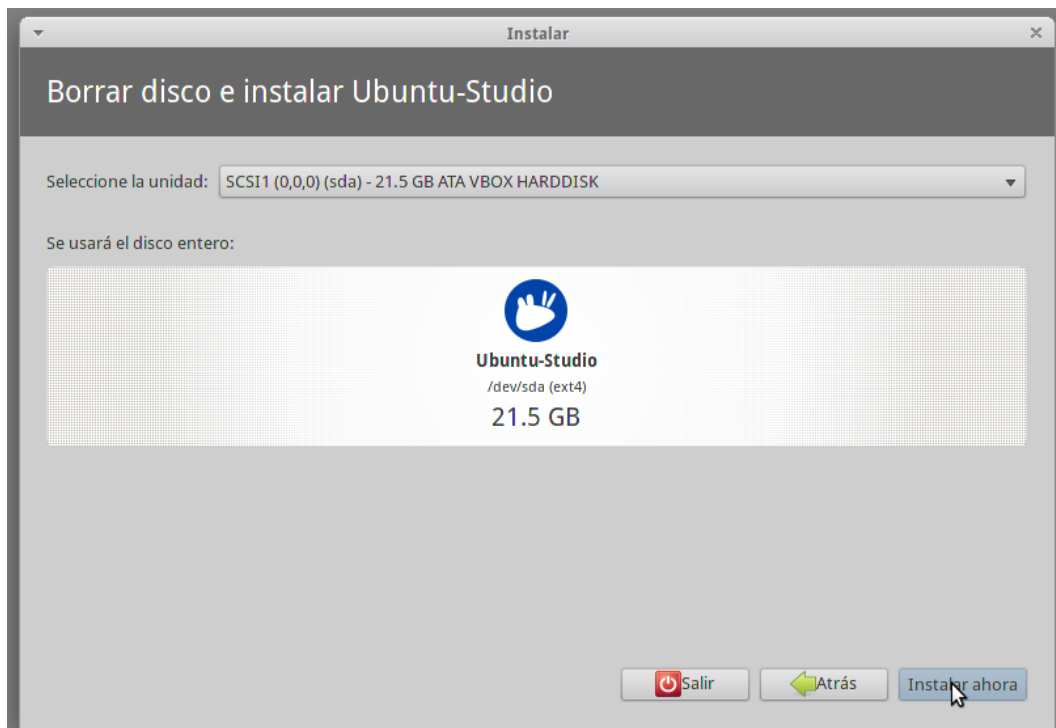 Instalar
Borrar disco e instalar Ubuntu-Studio
Seleccione la unidad: SCSI1 (0,0,0) (sda) - 21.5 GB ATA VBOX HARDDISK
Se usará el disco entero:
Ubuntu-Studio
/dev/sda (ext4)
21.5 GB
Salir Atrás Instalar ahora